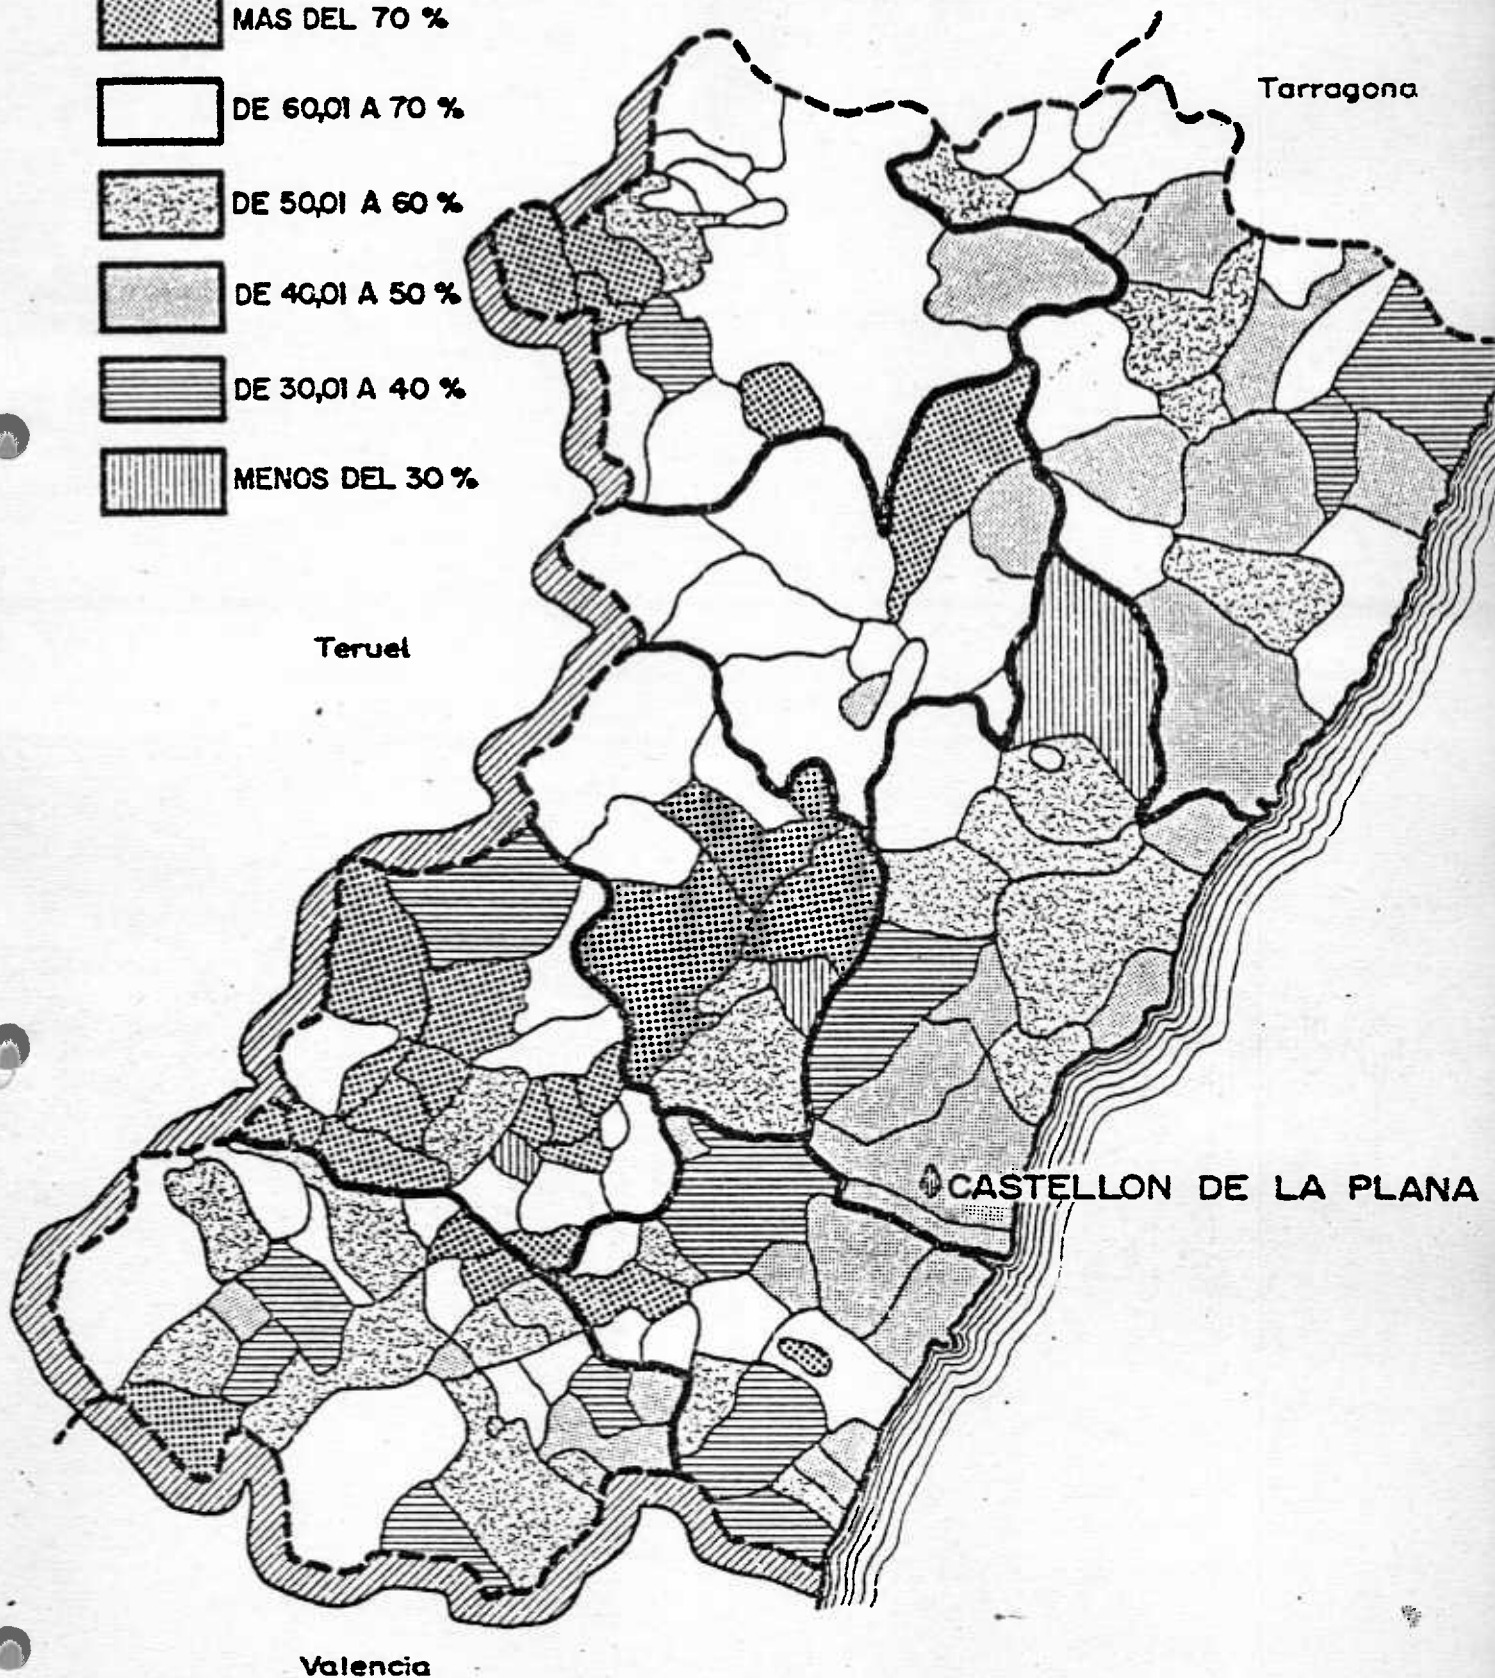 MAS DEL 70 %
DE 60,01 A 70 %
DE 50,01 A 60 %
DE 40,01 A 50 %
DE 30,01 A 40 %
MENOS DEL 30 %
Tarragona
Teruel
CASTELLON DE LA PLANA
Valencia